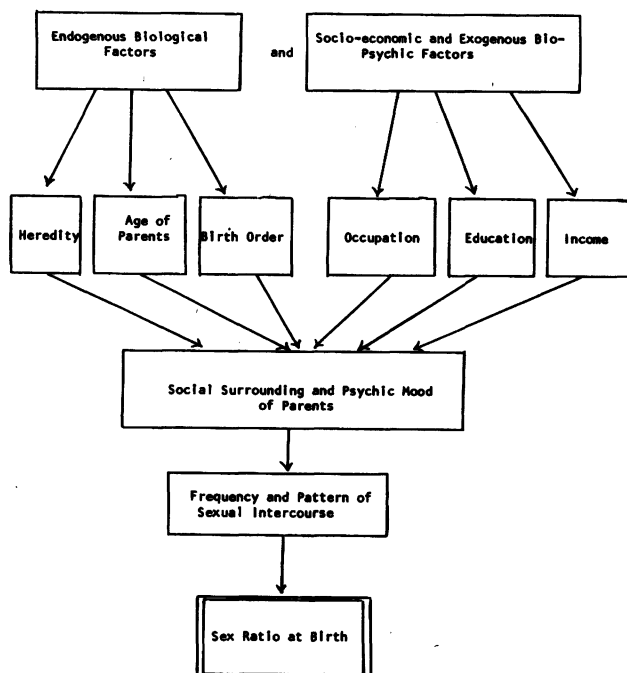 Endogenous Biological
Factors
and
Socio-economic and Exogenous Bio-
Psychic Factors
Heredity
Age of
Parents
Birth Order
Occupation
Education
Income
Social Surrounding and Psychic Mood
of Parents
Frequency and Pattern of
Sexual Intercourse
Sex Ratio at Birth